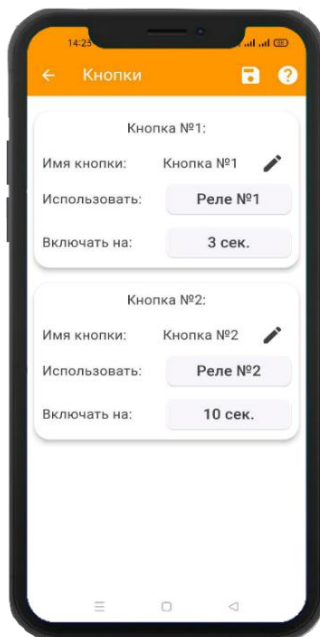 14:23
Кнопки
Кнопка №1:
Имя кнопки: Кнопка №1
Использовать: Реле №1
Включать на: 3 сек.
Кнопка №2:
Имя кнопки: Кнопка №2
Использовать: Реле №2
Включать на: 10 сек.